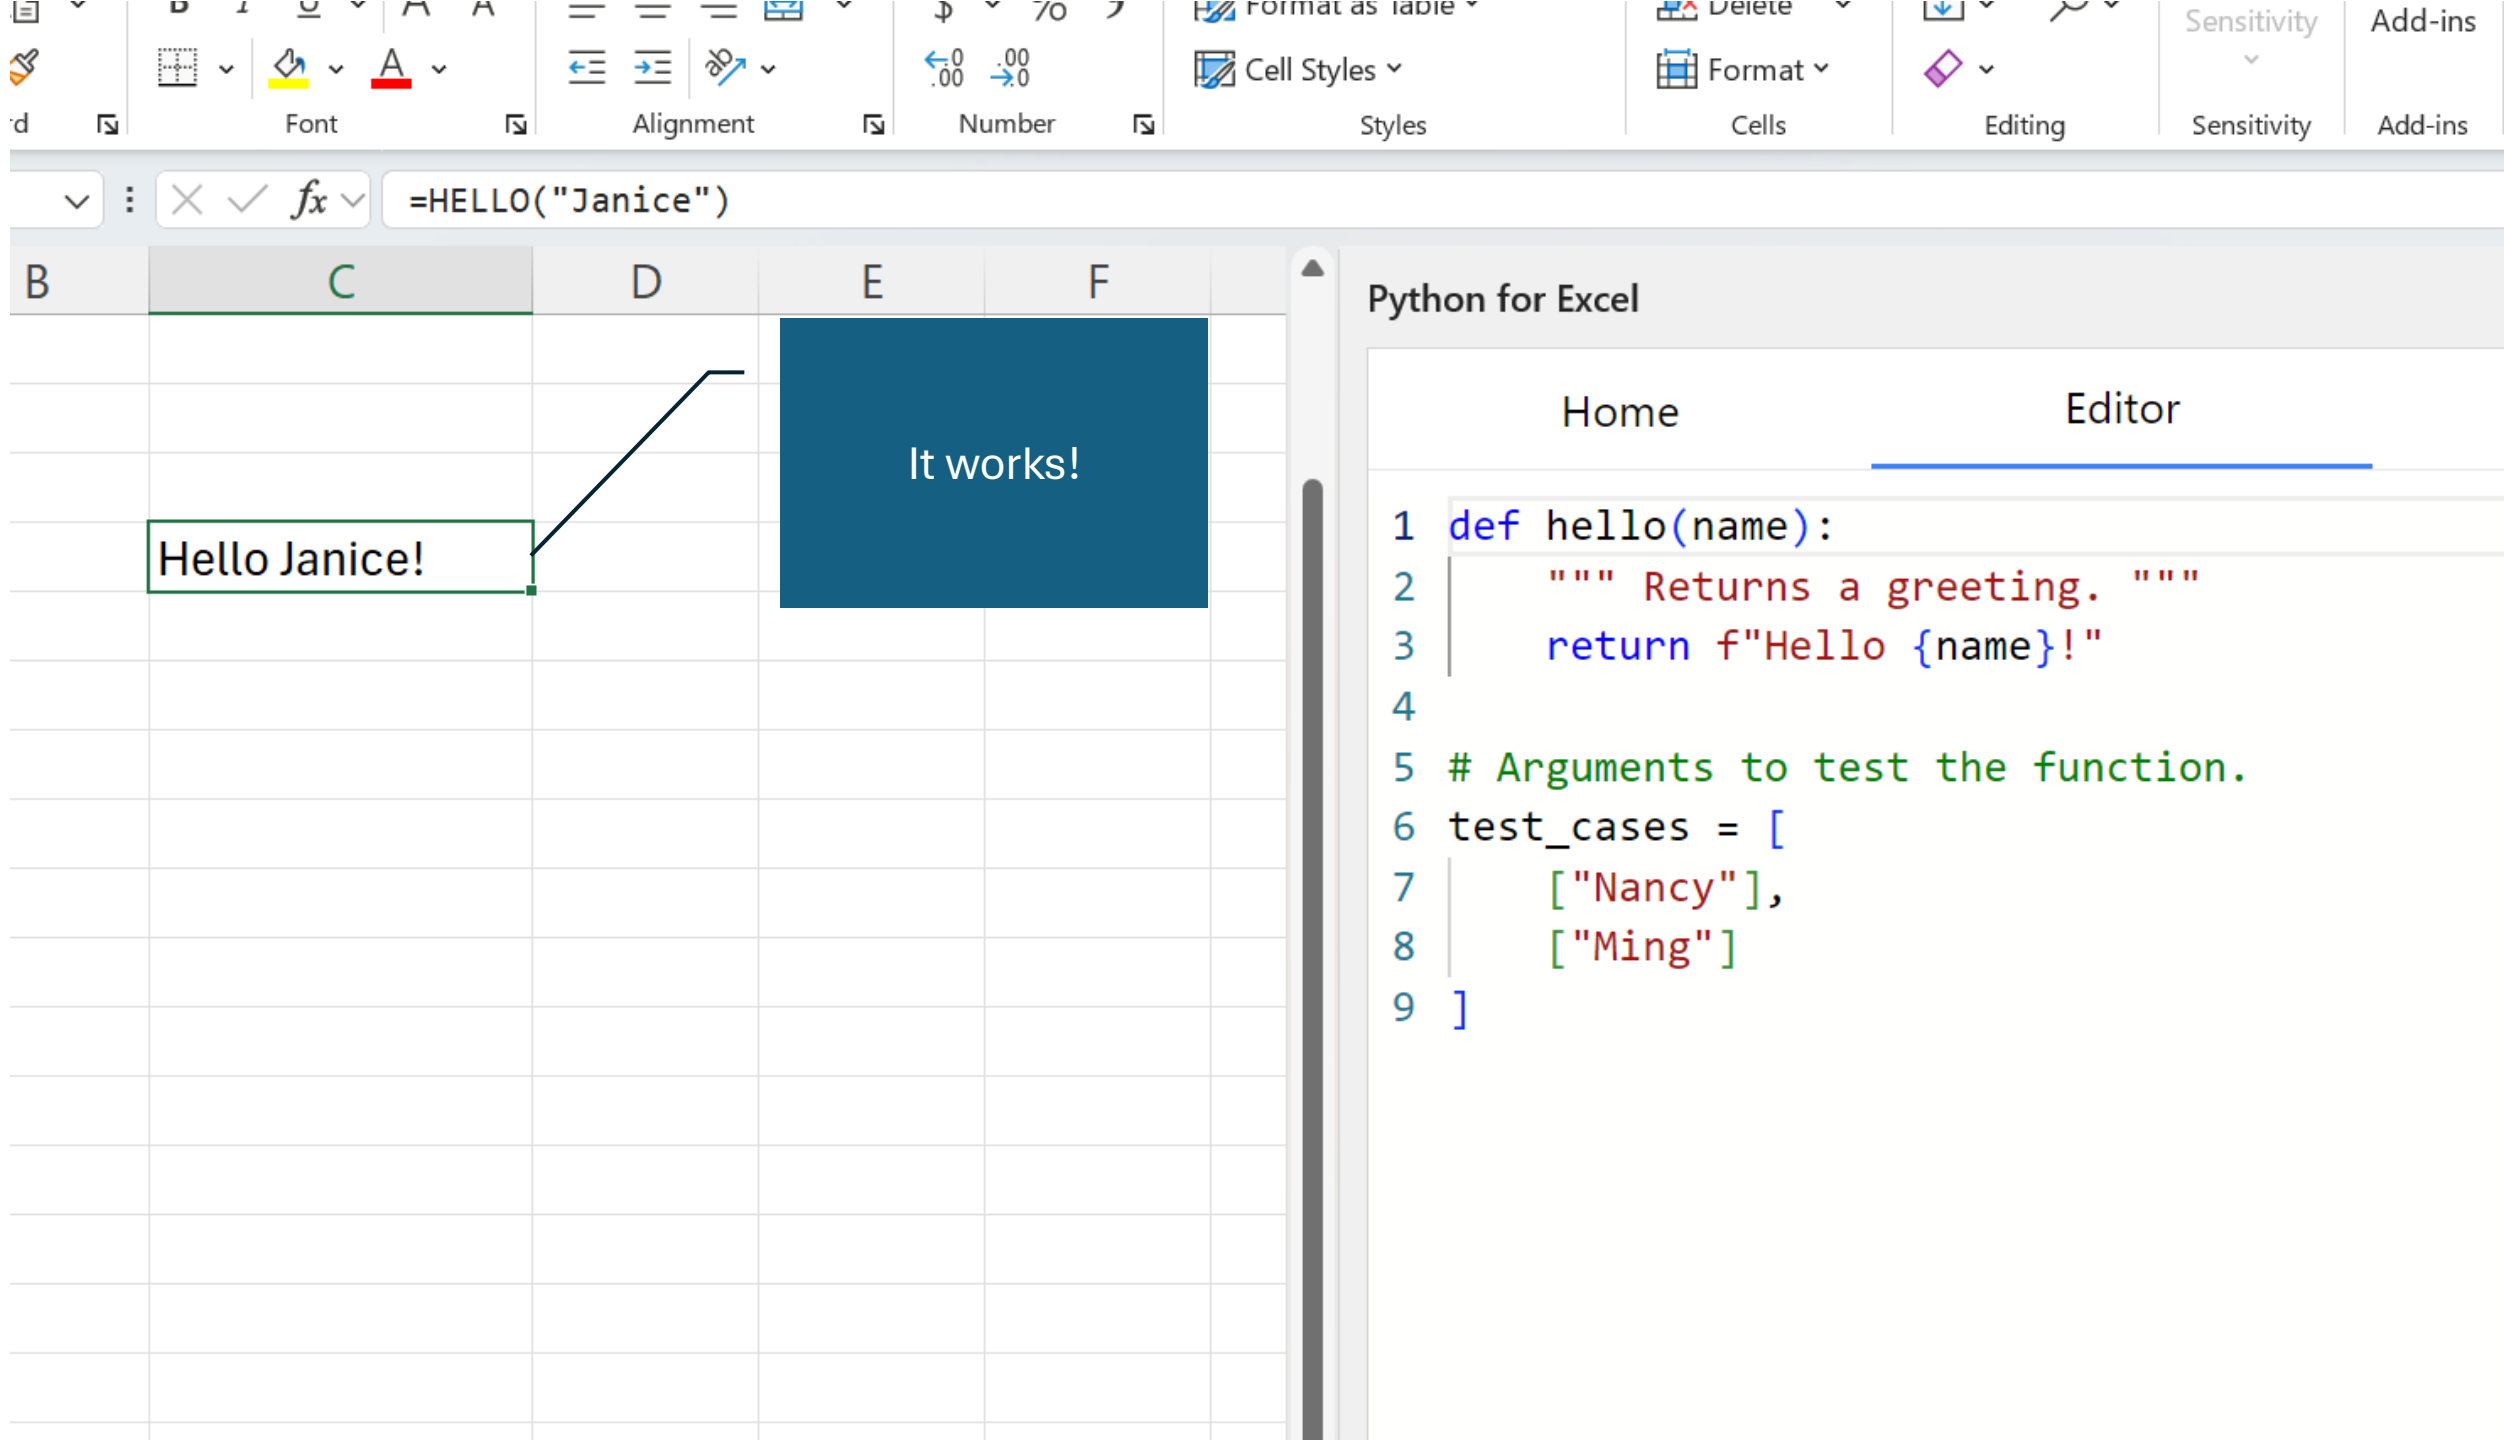 $ % Format as Table Delete Sensitivity Add-ins
Cell Styles Format
rd Font Alignment Number Styles Cells Editing Sensitivity Add-ins
fx =HELLO("Janice")
B C D E F
Python for Excel
Home Editor
It works!
Hello Janice!
1 def hello(name):
2 """ Returns a greeting. """
3 return f"Hello {name}!"
4
5 # Arguments to test the function.
6 test_cases = [
7 ["Nancy"],
8 ["Ming"]
9 ]